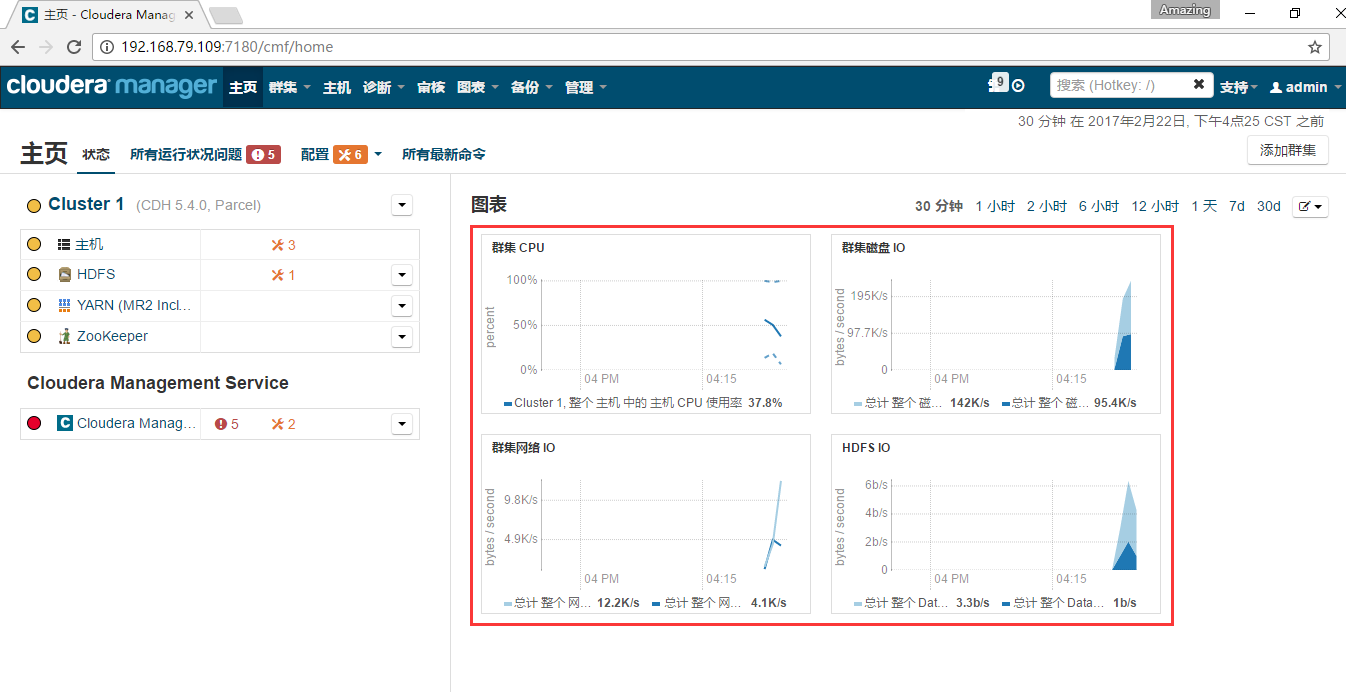 主页 - Cloudera Manag
Amazing
192.168.79.109:7180/cmf/home
cloudera manager 主页 群集 主机 诊断 审核 图表 备份 管理 9 搜索 (Hotkey: /) 支持 admin
30 分钟 在 2017年2月22日, 下午4点25 CST 之前
主页 状态 所有运行状况问题 5 配置 6 所有最新命令 添加群集
Cluster 1 (CDH 5.4.0, Parcel)
主机 3
HDFS 1
YARN (MR2 Incl...
ZooKeeper
Cloudera Management Service
Cloudera Manag... 5 2
图表 30 分钟 1 小时 2 小时 6 小时 12 小时 1 天 7d 30d
群集 CPU
percent
100%
50%
0%
04 PM 04:15
Cluster 1, 整个 主机 中的 主机 CPU 使用率 37.8%
群集磁盘 IO
bytes / second
195K/s
97.7K/s
0
04 PM 04:15
总计 整个 磁... 142K/s 总计 整个 磁... 95.4K/s
群集网络 IO
bytes / second
9.8K/s
4.9K/s
04 PM 04:15
总计 整个 网... 12.2K/s 总计 整个 网... 4.1K/s
HDFS IO
bytes / second
6b/s
4b/s
2b/s
0
04 PM 04:15
总计 整个 Dat... 3.3b/s 总计 整个 Data... 1b/s